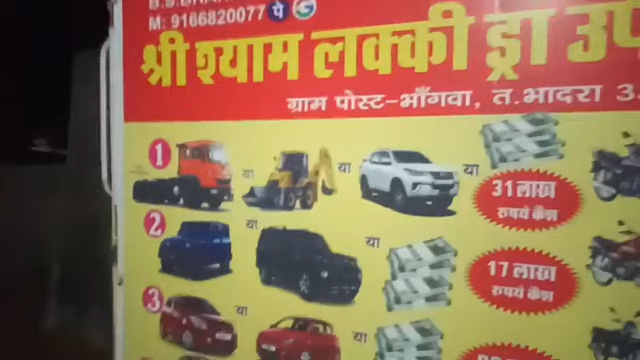 M: 9166820077 पे G
श्री श्याम लक्की ड्रा
ग्राम पोस्ट-भाँगवा, त.भादरा
1 या या या 31 लाख
रुपये कैश
2 या या 17 लाख
रुपये कैश
3 या या